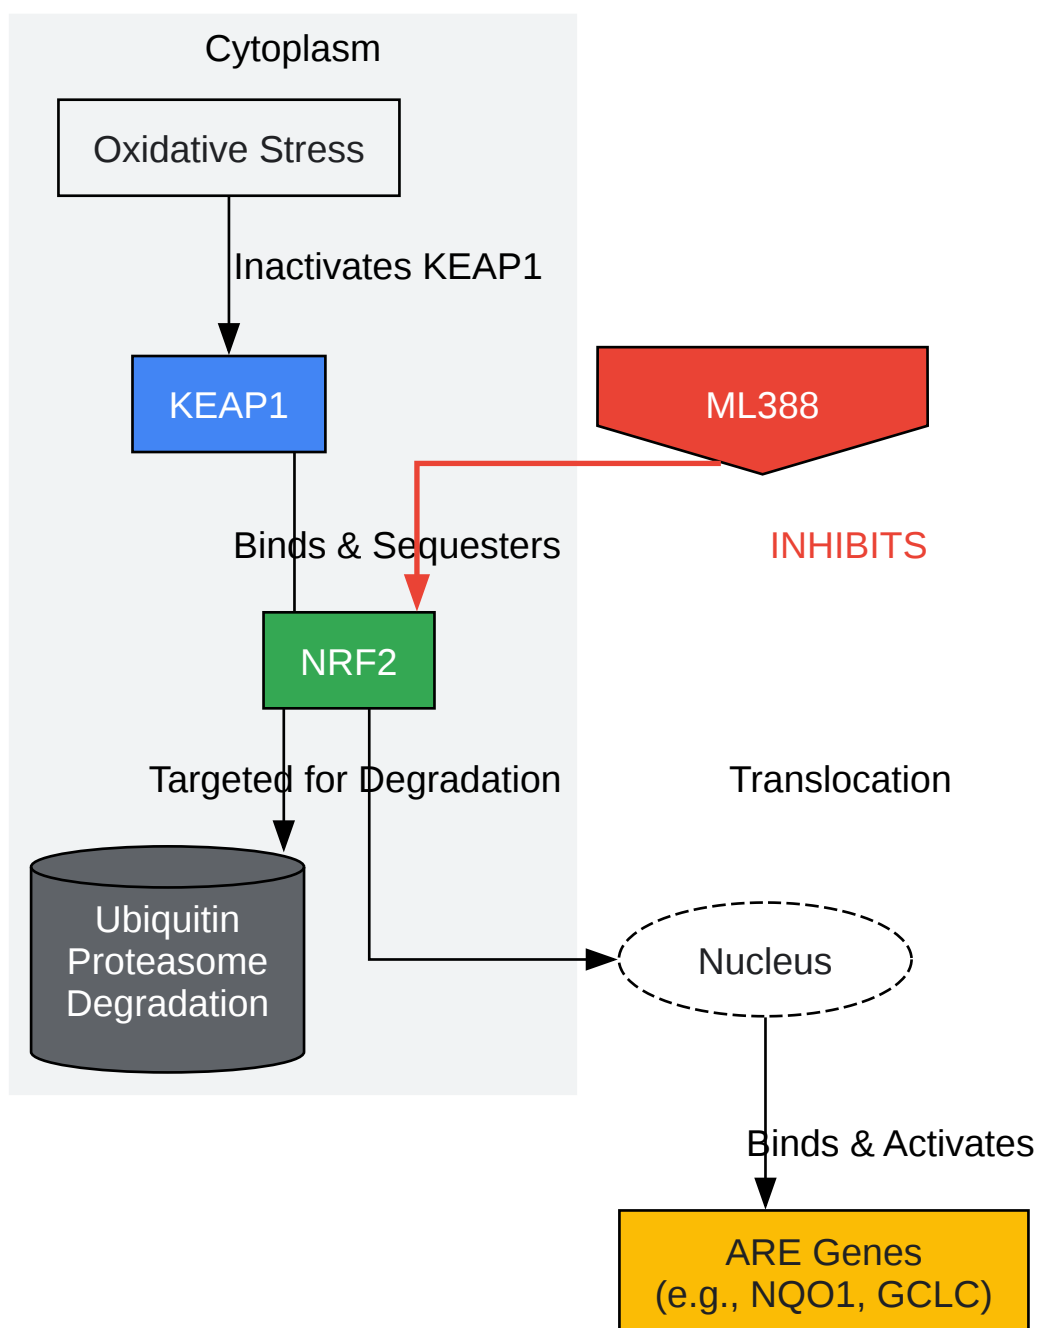 Cytoplasm
Oxidative Stress
Inactivates KEAP1
KEAP1
ML388
Binds & Sequesters
INHIBITS
NRF2
Targeted for Degradation
Translocation
Ubiquitin
Proteasome
Degradation
Nucleus
Binds & Activates
ARE Genes
(e.g., NQO1, GCLC)